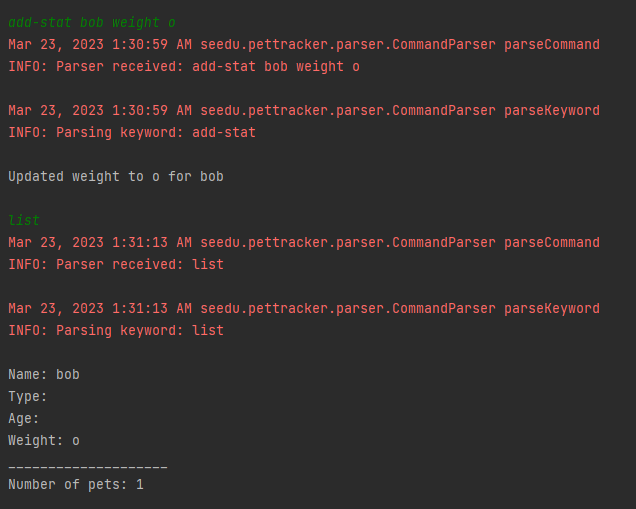 add-stat bob weight o
Mar 23, 2023 1:30:59 AM seedu.pettracker.parser.CommandParser parseCommand
INFO: Parser received: add-stat bob weight o
Mar 23, 2023 1:30:59 AM seedu.pettracker.parser.CommandParser parseKeyword
INFO: Parsing keyword: add-stat
Updated weight to o for bob
list
Mar 23, 2023 1:31:13 AM seedu.pettracker.parser.CommandParser parseCommand
INFO: Parser received: list
Mar 23, 2023 1:31:13 AM seedu.pettracker.parser.CommandParser parseKeyword
INFO: Parsing keyword: list
Name: bob
Type:
Age:
Weight: o
____________________
Number of pets: 1